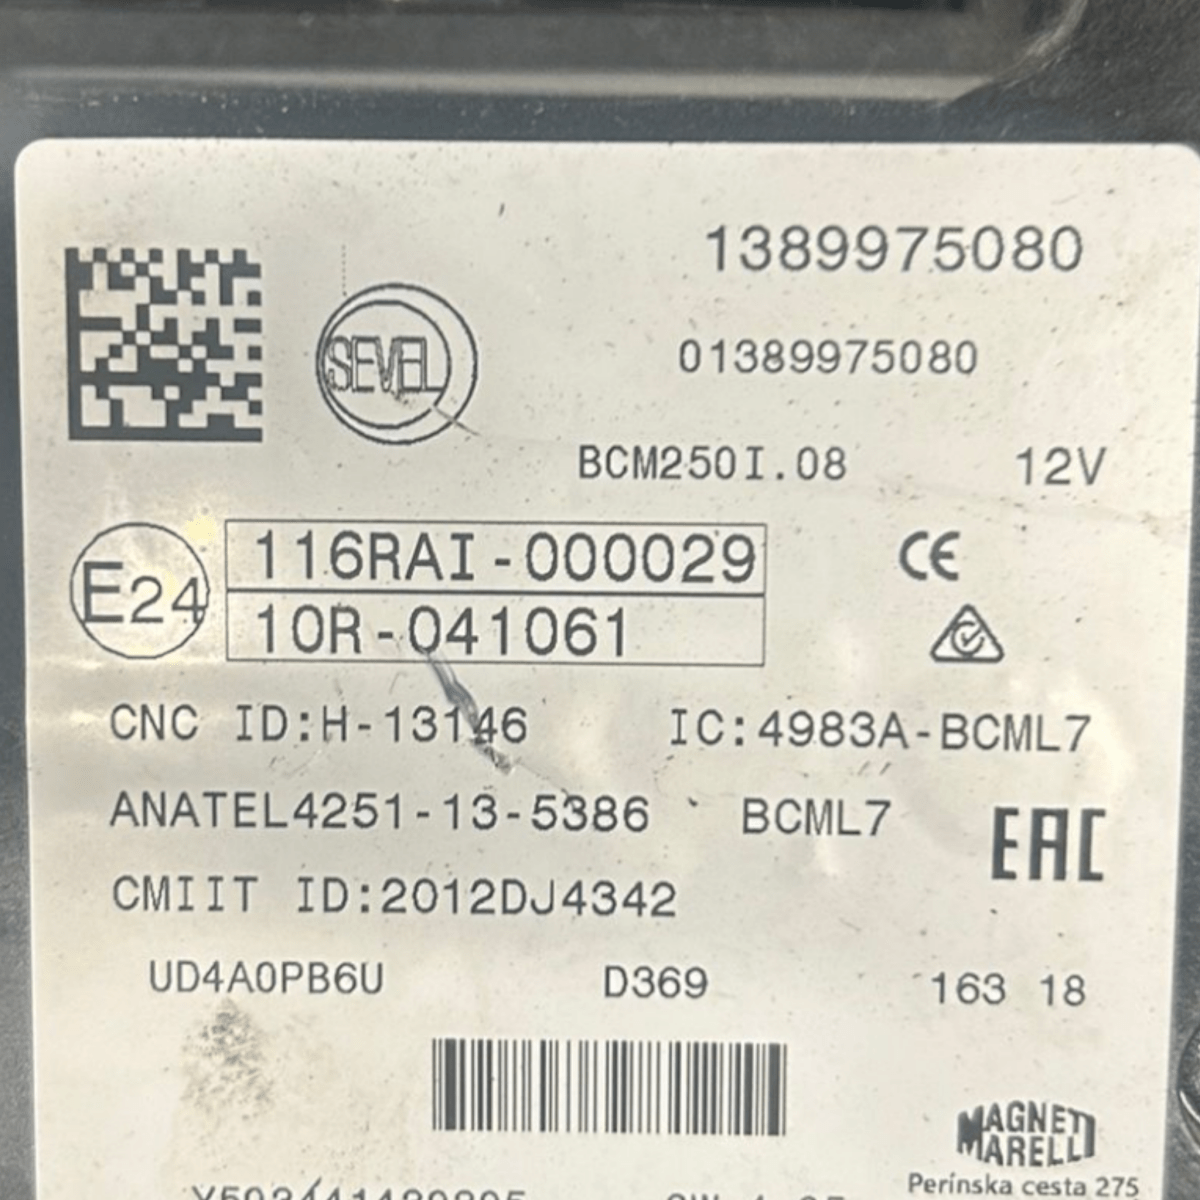 1389975080
SEVEL
01389975080
BCM250I.08 12V
E24 116RAI-000029
10R-041061
CE
CNC ID:H-13146 IC:4983A-BCML7
ANATEL4251-13-5386 BCML7
EAC
CMIIT ID:2012DJ4342
UD4A0PB6U D369 163 18
MAGNETI
MARELLI
Perínska cesta 275